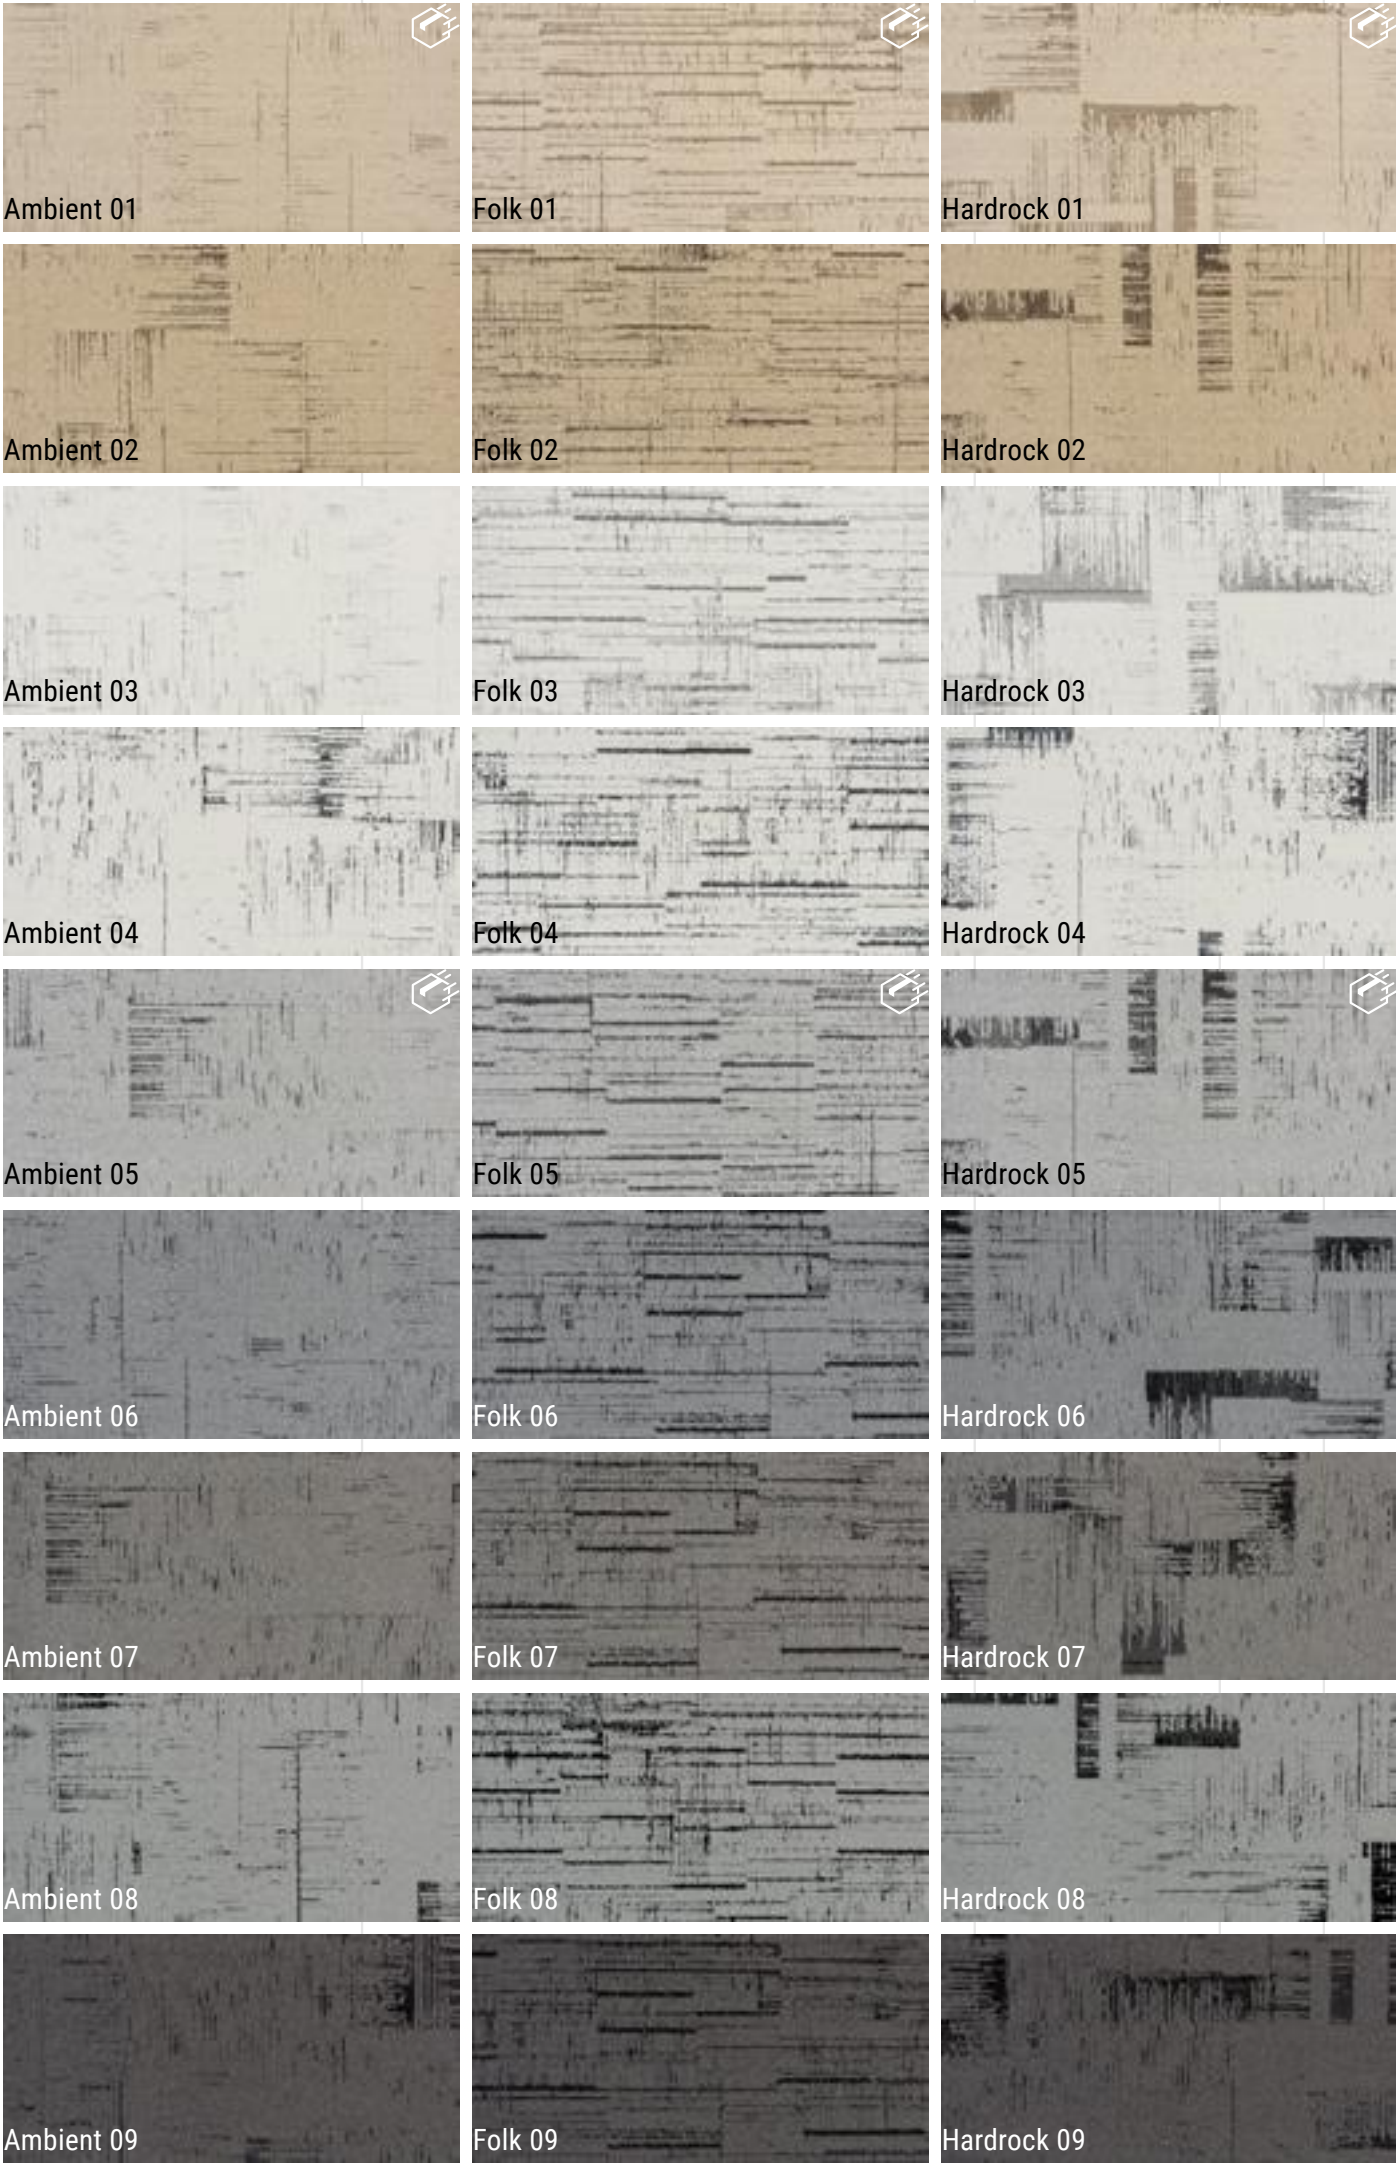 Ambient 01
Folk 01
Hardrock 01
Ambient 02
Folk 02
Hardrock 02
Ambient 03
Folk 03
Hardrock 03
Ambient 04
Folk 04
Hardrock 04
Ambient 05
Folk 05
Hardrock 05
Ambient 06
Folk 06
Hardrock 06
Ambient 07
Folk 07
Hardrock 07
Ambient 08
Folk 08
Hardrock 08
Ambient 09
Folk 09
Hardrock 09